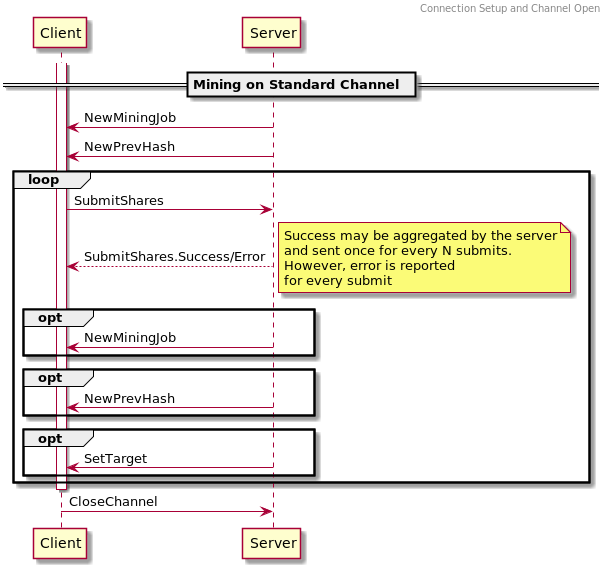 Connection Setup and Channel Open
Client
Server
Mining on Standard Channel
NewMiningJob
NewPrevHash
loop
SubmitShares
Success may be aggregated by the server
and sent once for every N submits.
However, error is reported
for every submit
SubmitShares.Success/Error
opt
NewMiningJob
opt
NewPrevHash
opt
SetTarget
CloseChannel
Client
Server